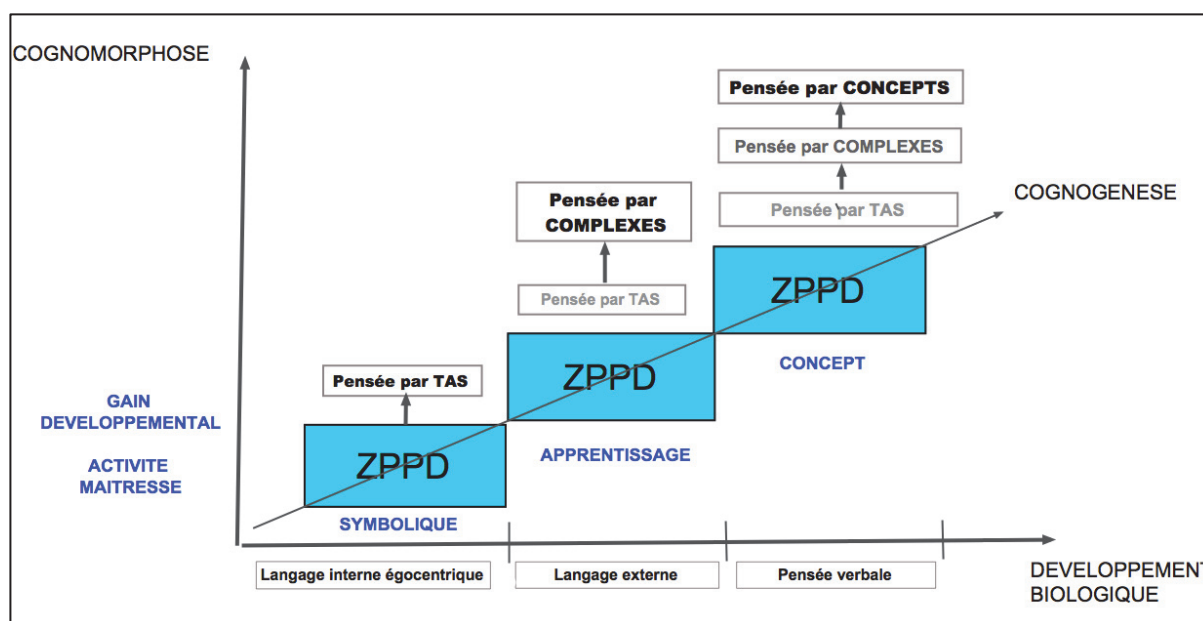 COGNOMORPHOSE
Pensée par CONCEPTS
Pensée par COMPLEXES
Pensée par TAS
COGNOGENESE
Pensée par
COMPLEXES
Pensée par TAS
ZPPD
CONCEPT
Pensée par TAS
ZPPD
APPRENTISSAGE
GAIN
DEVELOPPEMENTAL
ACTIVITE
MAITRESSE
ZPPD
SYMBOLIQUE
Langage interne égocentrique
Langage externe
Pensée verbale
DEVELOPPEMENT
BIOLOGIQUE